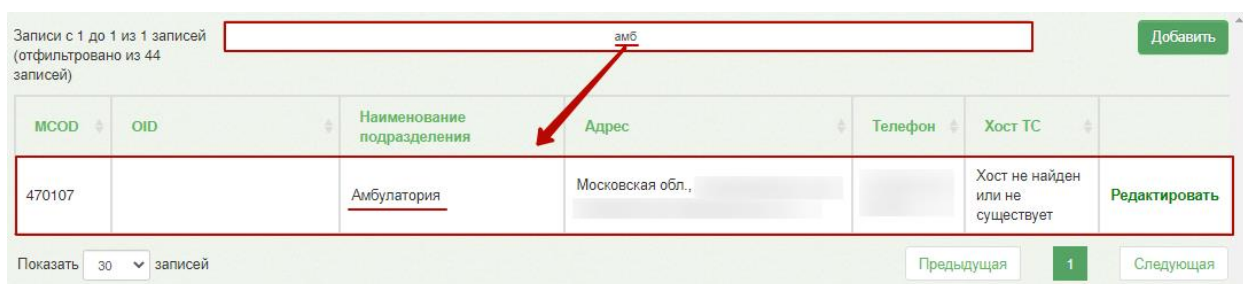 Записи с 1 до 1 из 1 записей
(отфильтровано из 44
записей)
амб
Добавить
MCOD
OID
Наименование
подразделения
Адрес
Телефон
Хост ТС
470107
Амбулатория
Московская обл.,
Хост не найден
или не
существует
Редактировать
Показать 30 записей
Предыдущая
1
Следующая